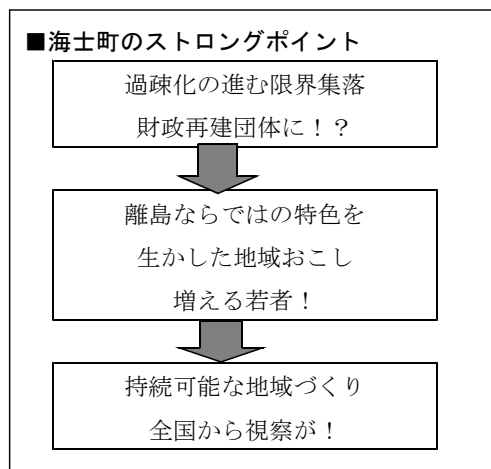 ■海士町のストロングポイント
過疎化の進む限界集落
財政再建団体に！？
離島ならではの特色を
生かした地域おこし
増える若者！
持続可能な地域づくり
全国から視察が！